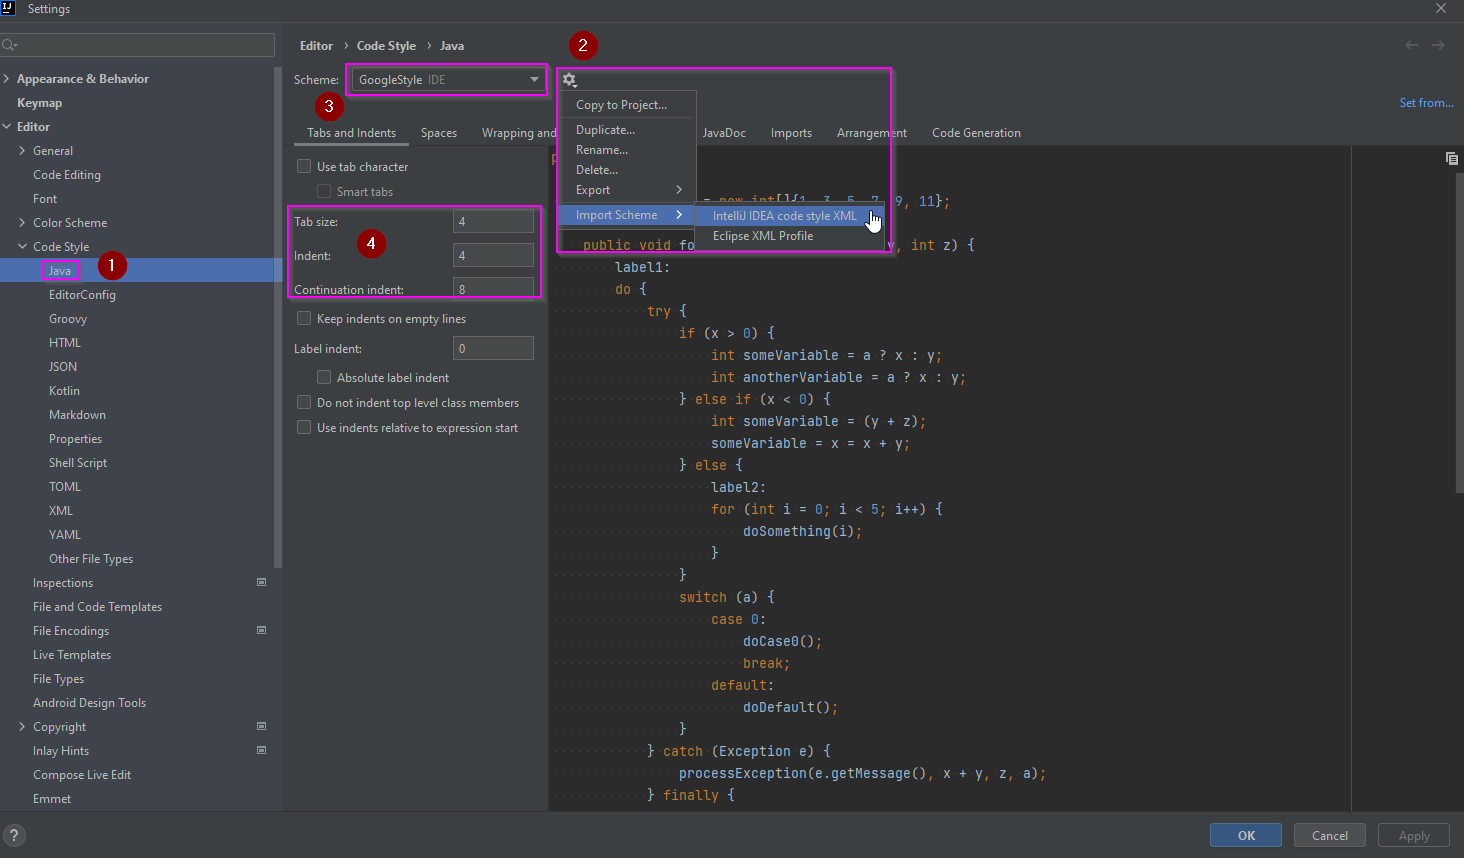 Settings
Editor › Code Style › Java
2
Scheme: GoogleStyle IDE
3
Set from...
Tabs and Indents Spaces Wrapping and JavaDoc Imports Arrangement Code Generation
Appearance & Behavior
Keymap
Editor
General
Code Editing
Font
Color Scheme
Code Style
Java
1
EditorConfig
Groovy
HTML
JSON
Kotlin
Markdown
Properties
Shell Script
TOML
XML
YAML
Other File Types
Inspections
File and Code Templates
File Encodings
Live Templates
File Types
Android Design Tools
Copyright
Inlay Hints
Compose Live Edit
Emmet
Use tab character
Smart tabs
Tab size: 4
4
Indent: 4
Continuation indent: 8
Keep indents on empty lines
Label indent: 0
Absolute label indent
Do not indent top level class members
Use indents relative to expression start
Copy to Project...
Duplicate...
Rename...
Delete...
Export
Import Scheme
IntelliJ IDEA code style XML
Eclipse XML Profile
p
= new int[]{1, 3, 5, 7, 9, 11};
public void fo , int z) {
label1:
do {
try {
if (x > 0) {
int someVariable = a ? x : y;
int anotherVariable = a ? x : y;
} else if (x < 0) {
int someVariable = (y + z);
someVariable = x = x + y;
} else {
label2:
for (int i = 0; i < 5; i++) {
doSomething(i);
}
}
switch (a) {
case 0:
doCase0();
break;
default:
doDefault();
}
} catch (Exception e) {
processException(e.getMessage(), x + y, z, a);
} finally {
?
OK Cancel Apply